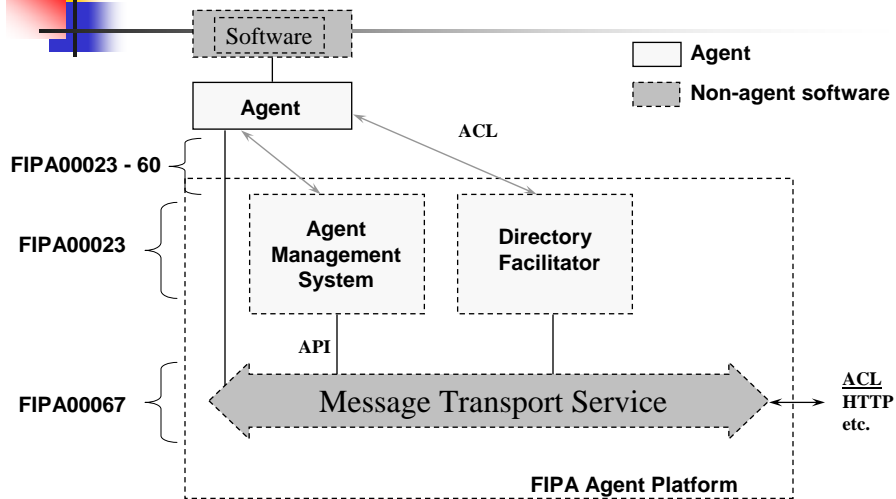 Software
Agent
Non-agent software
Agent
ACL
FIPA00023 - 60
FIPA00023
Agent
Management
System
Directory
Facilitator
API
FIPA00067
Message Transport Service
ACL
HTTP
etc.
FIPA Agent Platform